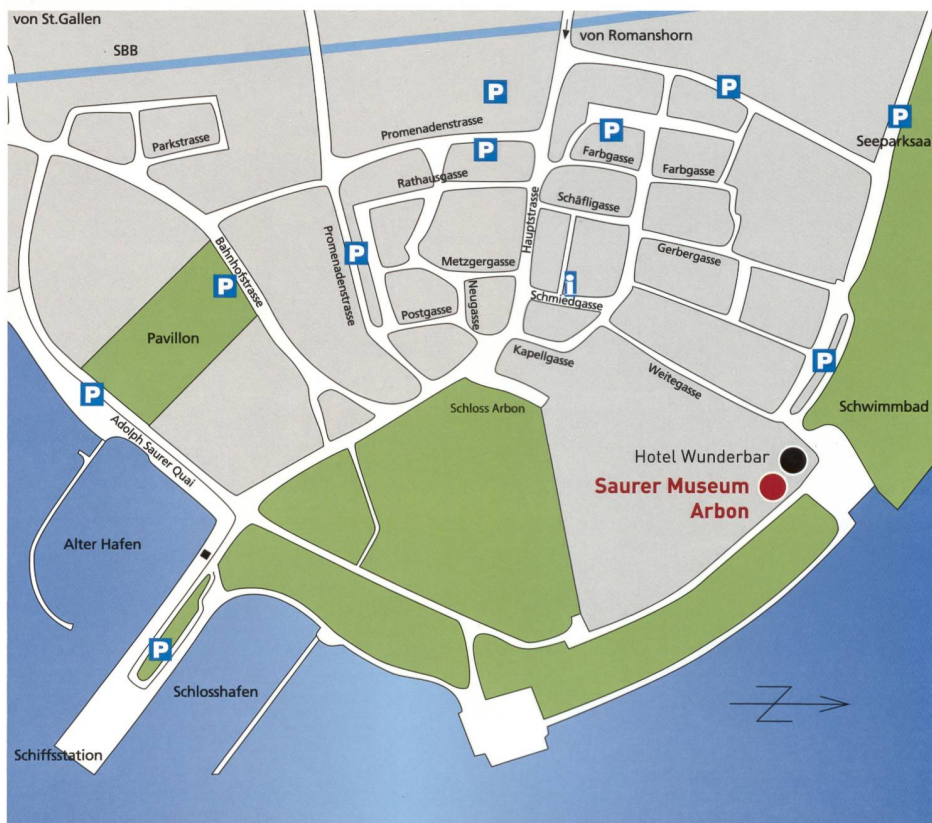 von St.Gallen
SBB
von Romanshorn
P
P
P
Seeparksaa
Promenadenstrasse
P
P
Parkstrasse
Farbgasse
Farbgasse
Rathausgasse
Schäfligasse
Hauptstrasse
Promenadenstrasse
P
Bahnhofstrasse
P
Metzgergasse
Gerbergasse
Neugasse
i
Schmiedgasse
Postgasse
Pavillon
Kapellgasse
Weitegasse
P
P
Schloss Arbon
Schwimmbad
Adolph Saurer Quai
Hotel Wunderbar
Saurer Museum
Arbon
Alter Hafen
P
Schlosshafen
Schiffsstation
Z